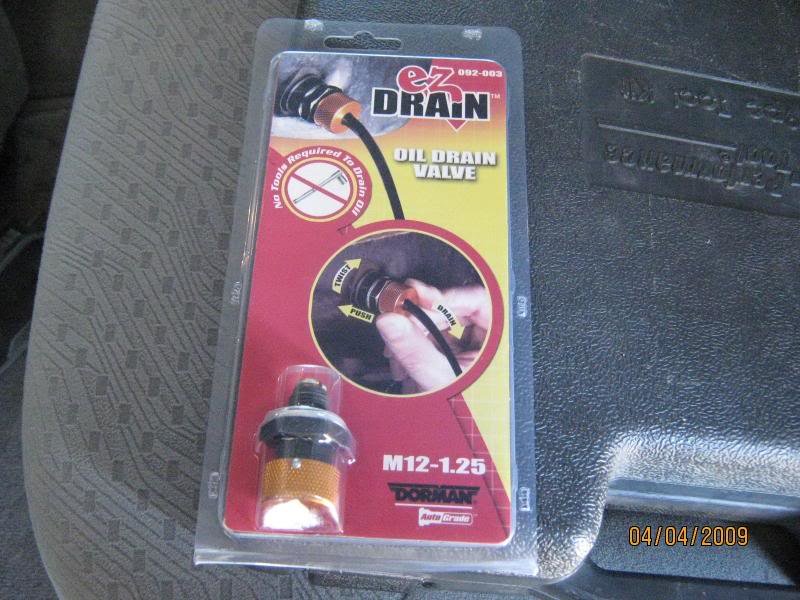 ez
092-003
DRAiN™
OIL DRAIN
VALVE
No Tools Required To Drain Oil!
TWIST
PUSH
DRAIN
M12-1.25
DORMAN
AutoGrade
04/04/2009